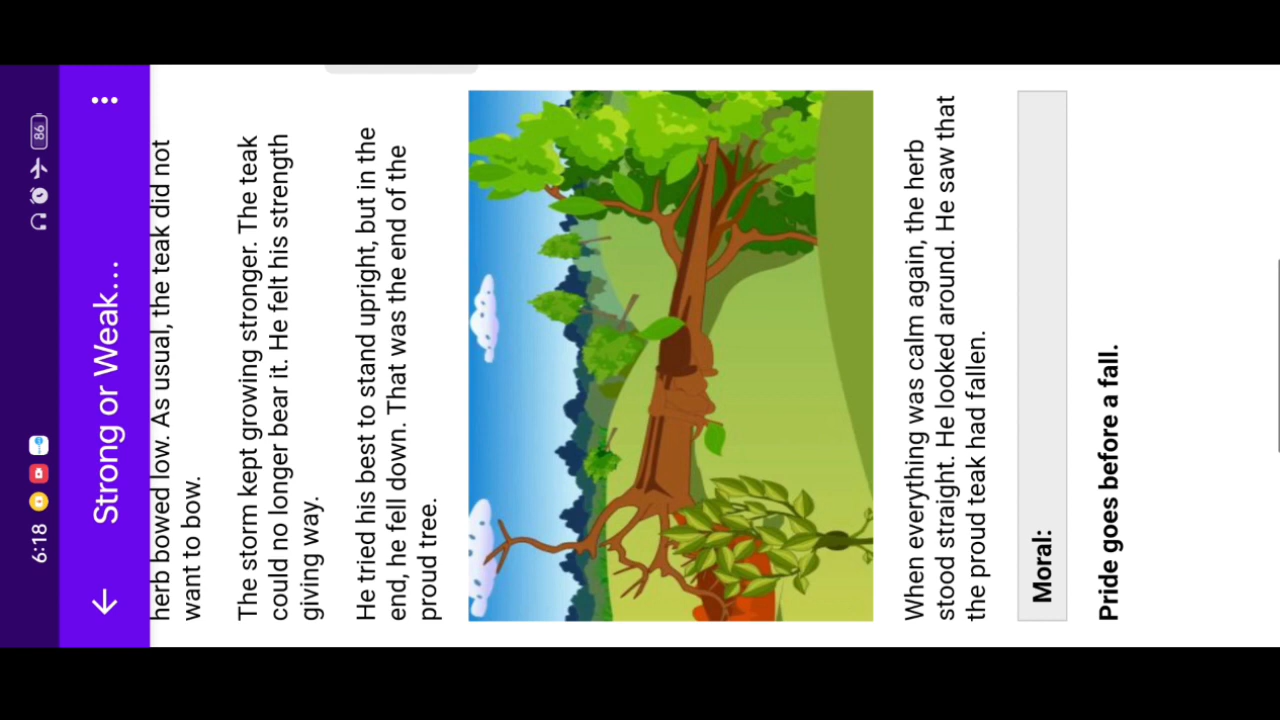 6:18
86
Strong or Weak...
herb bowed low. As usual, the teak did not
want to bow.
The storm kept growing stronger. The teak
could no longer bear it. He felt his strength
giving way.
He tried his best to stand upright, but in the
end, he fell down. That was the end of the
proud tree.
When everything was calm again, the herb
stood straight. He looked around. He saw that
the proud teak had fallen.
Moral:
Pride goes before a fall.